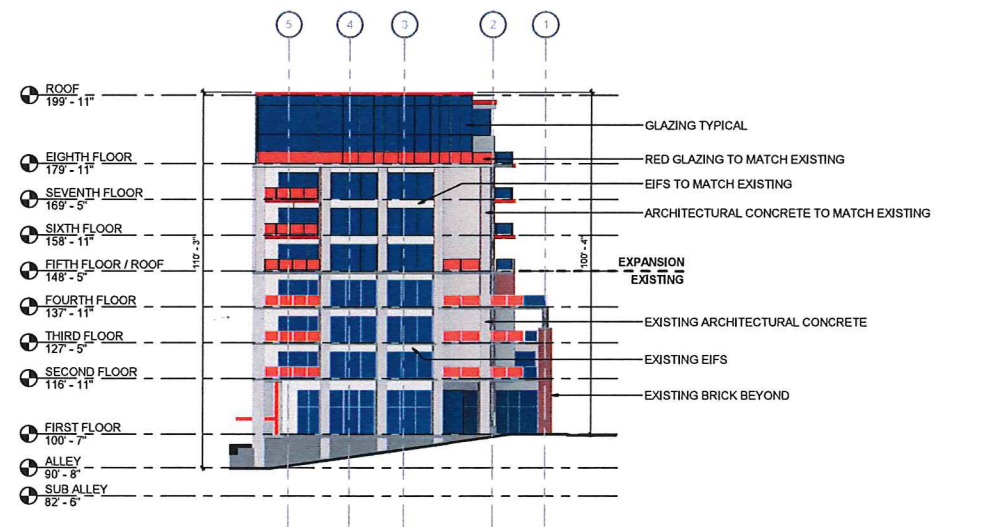 5 4 3 2 1
ROOF
199' - 11"
EIGHTH FLOOR
179' - 11"
SEVENTH FLOOR
169' - 5"
SIXTH FLOOR
158' - 11"
FIFTH FLOOR / ROOF
148' - 5"
FOURTH FLOOR
137' - 11"
THIRD FLOOR
127' - 5"
SECOND FLOOR
116' - 11"
FIRST FLOOR
100' - 7"
ALLEY
90' - 8"
SUB ALLEY
82' - 6"
110' - 3"
100' - 4"
GLAZING TYPICAL
RED GLAZING TO MATCH EXISTING
EIFS TO MATCH EXISTING
ARCHITECTURAL CONCRETE TO MATCH EXISTING
EXPANSION
EXISTING
EXISTING ARCHITECTURAL CONCRETE
EXISTING EIFS
EXISTING BRICK BEYOND